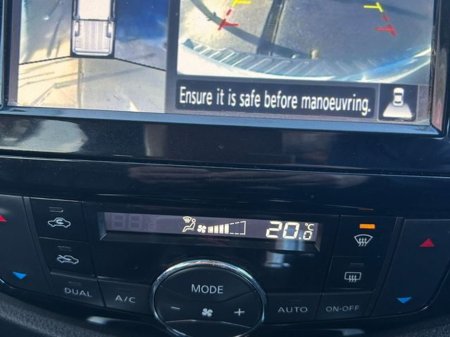 Ensure it is safe before manoeuvring.
20.0 °C
MODE
DUAL A/C − + AUTO ON·OFF